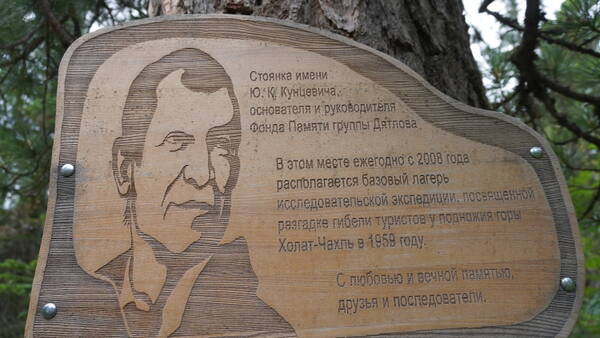 Стоянка имени
Ю. К. Кунцевича,
основателя и руководителя
Фонда Памяти группы Дятлова
В этом месте ежегодно с 2008 года
располагается базовый лагерь
исследовательской экспедиции, посвященной
разгадке гибели туристов у подножия горы
Холат-Чахль в 1959 году.
С любовью и вечной памятью,
друзья и последователи.